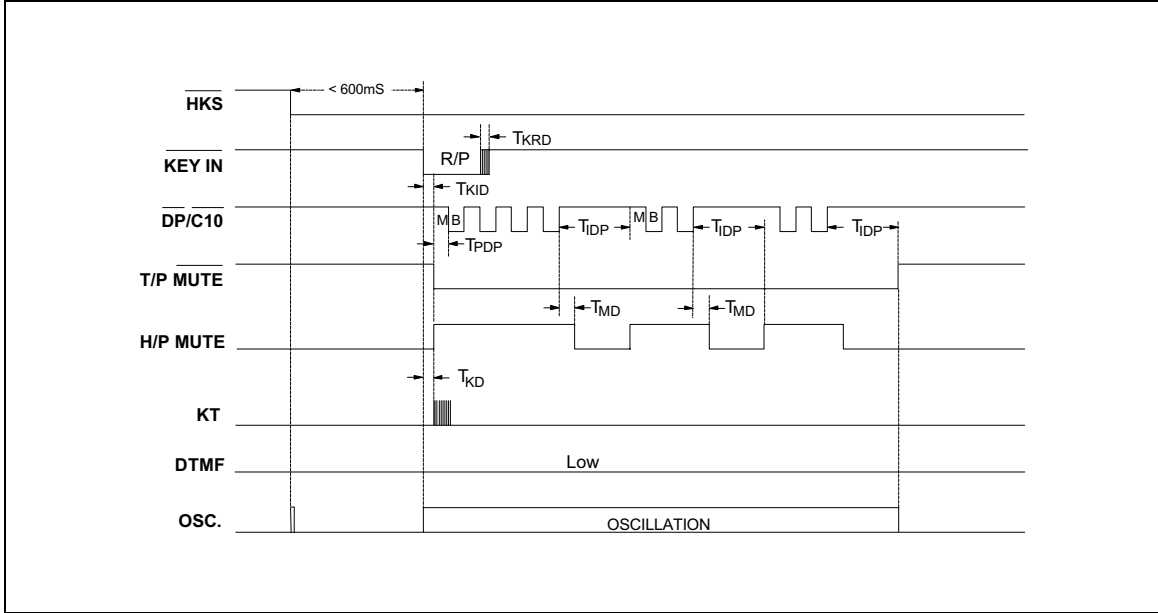 < 600mS
HKS
TKRD
KEY IN
R/P
TKID
DP/C10
M B
TIDP
M B
TIDP
TIDP
TPDP
T/P MUTE
TMD
TMD
H/P MUTE
TKD
KT
DTMF
Low
OSC.
OSCILLATION